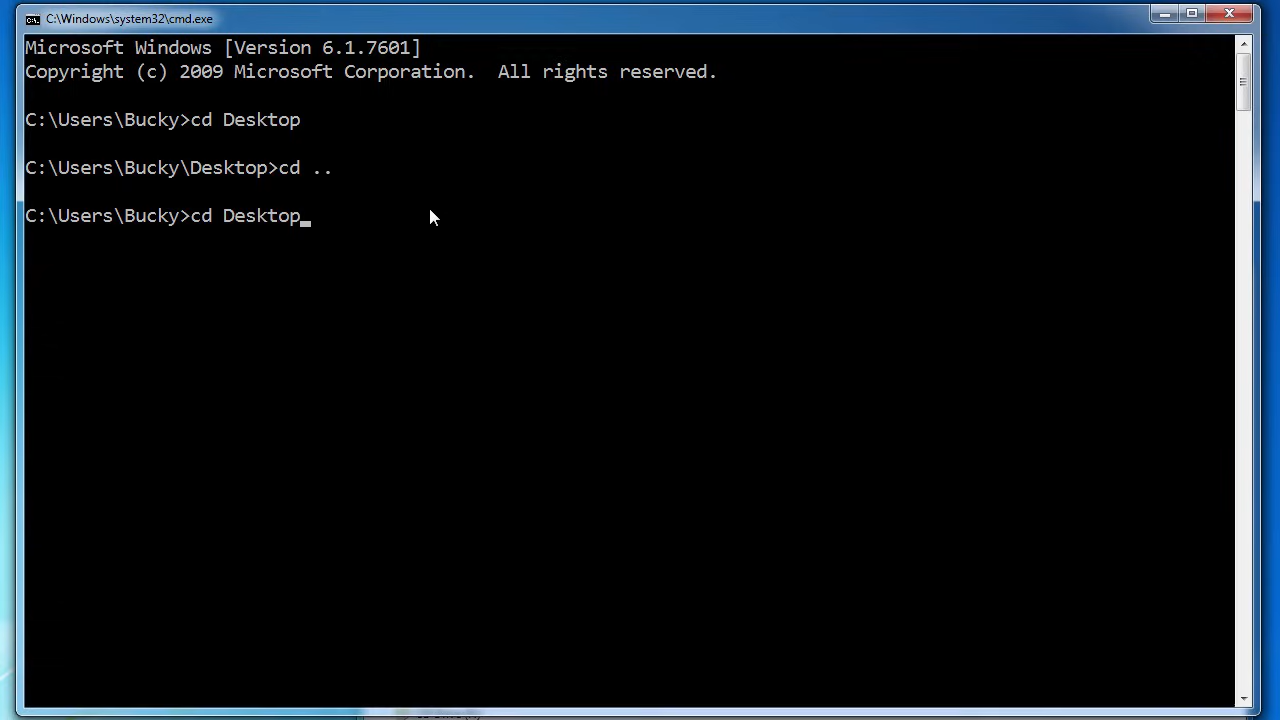 C:\Windows\system32\cmd.exe
Microsoft Windows [Version 6.1.7601]
Copyright (c) 2009 Microsoft Corporation.  All rights reserved.
C:\Users\Bucky>cd Desktop
C:\Users\Bucky\Desktop>cd ..
C:\Users\Bucky>cd Desktop_